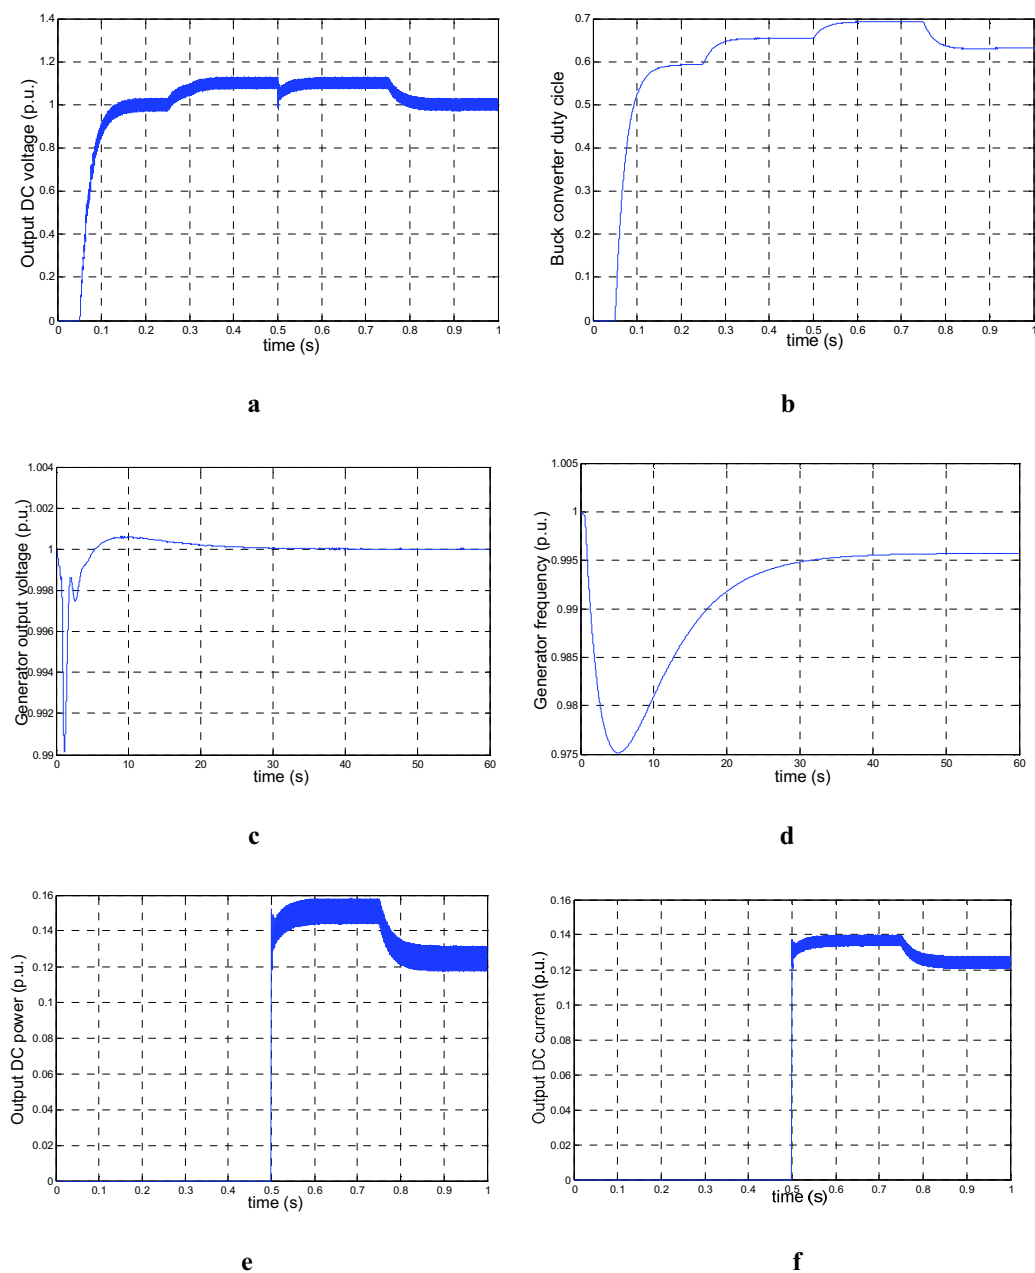 Output DC voltage (p.u.)
1.4
1.2
1
0.8
0.6
0.4
0.2
0
0 0.1 0.2 0.3 0.4 0.5 0.6 0.7 0.8 0.9 1
time (s)
a
Buck converter duty cicle
0.7
0.6
0.5
0.4
0.3
0.2
0.1
0
0 0.1 0.2 0.3 0.4 0.5 0.6 0.7 0.8 0.9 1
time (s)
b
Generator output voltage (p.u.)
1.004
1.002
1
0.998
0.996
0.994
0.992
0.99
0 10 20 30 40 50 60
time (s)
c
Generator frequency (p.u.)
1.005
1
0.995
0.99
0.985
0.98
0.975
0 10 20 30 40 50 60
time (s)
d
Output DC power (p.u.)
0.16
0.14
0.12
0.1
0.08
0.06
0.04
0.02
0
0 0.1 0.2 0.3 0.4 0.5 0.6 0.7 0.8 0.9 1
time (s)
e
Output DC current (p.u.)
0.16
0.14
0.12
0.1
0.08
0.06
0.04
0.02
0
0 0.1 0.2 0.3 0.4 0.5 0.6 0.7 0.8 0.9 1
time (s)
f